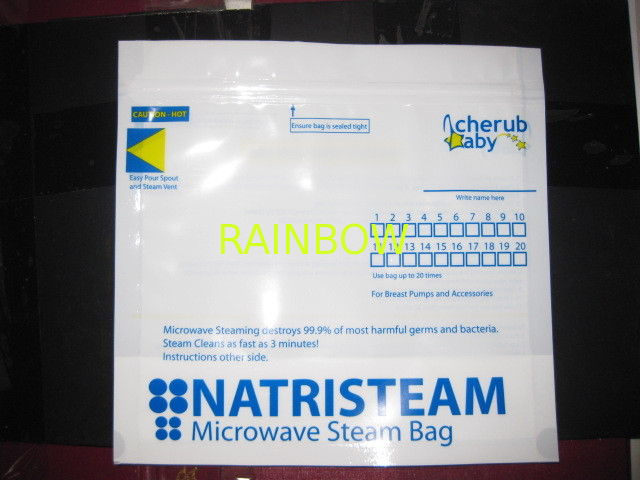 CAUTION - HOT
Easy Pour Spout
and Steam Vent
Ensure bag is sealed tight
cherub
baby
Write name here
1 2 3 4 5 6 7 8 9 10
11 12 13 14 15 16 17 18 19 20
Use bag up to 20 times
For Breast Pumps and Accessories
RAINBOW
Microwave Steaming destroys 99.9% of most harmful germs and bacteria.
Steam Cleans as fast as 3 minutes!
Instructions other side.
NATRISTEAM
Microwave Steam Bag